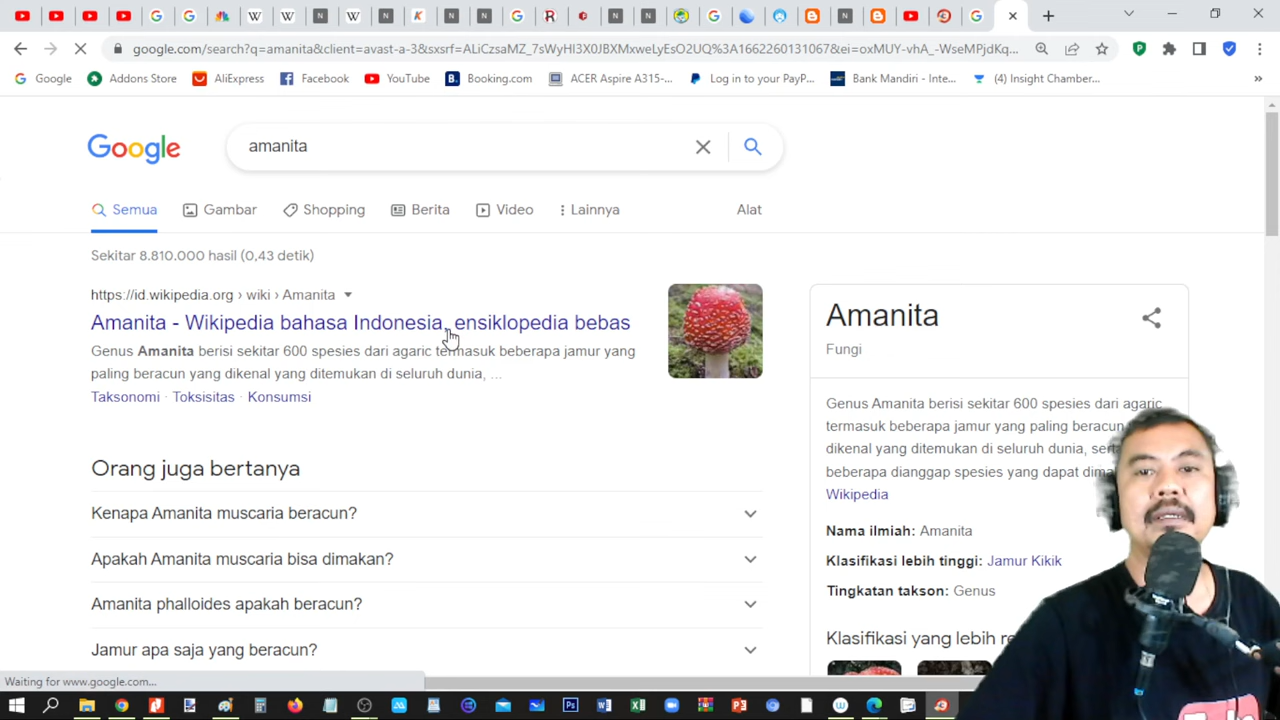 google.com/search?q=amanita&client=avast-a-3&sxsrf=ALiCzsaMZ_7sWyHI3X0JBXMxweLyEsO2UQ%3A1662260131067&ei=oxMUY-vhA_-WseMPjdKq...
Google
Addons Store
AliExpress
Facebook
YouTube
Booking.com
ACER Aspire A315-...
Log in to your PayP...
Bank Mandiri - Inte...
(4) Insight Chamber...
Google
amanita
Semua
Gambar
Shopping
Berita
Video
Lainnya
Alat
Sekitar 8.810.000 hasil (0,43 detik)
https://id.wikipedia.org › wiki › Amanita
Amanita - Wikipedia bahasa Indonesia, ensiklopedia bebas
Genus Amanita berisi sekitar 600 spesies dari agaric termasuk beberapa jamur yang
paling beracun yang dikenal yang ditemukan di seluruh dunia, ...
Taksonomi · Toksisitas · Konsumsi
Orang juga bertanya
Kenapa Amanita muscaria beracun?
Apakah Amanita muscaria bisa dimakan?
Amanita phalloides apakah beracun?
Jamur apa saja yang beracun?
Amanita
Fungi
Genus Amanita berisi sekitar 600 spesies dari agaric
termasuk beberapa jamur yang paling beracun
dikenal yang ditemukan di seluruh dunia,
beberapa dianggap spesies yang dapat
Wikipedia
Nama ilmiah: Amanita
Klasifikasi lebih tinggi: Jamur Kikik
Tingkatan takson: Genus
Klasifikasi yang lebih
Waiting for www.google.com...